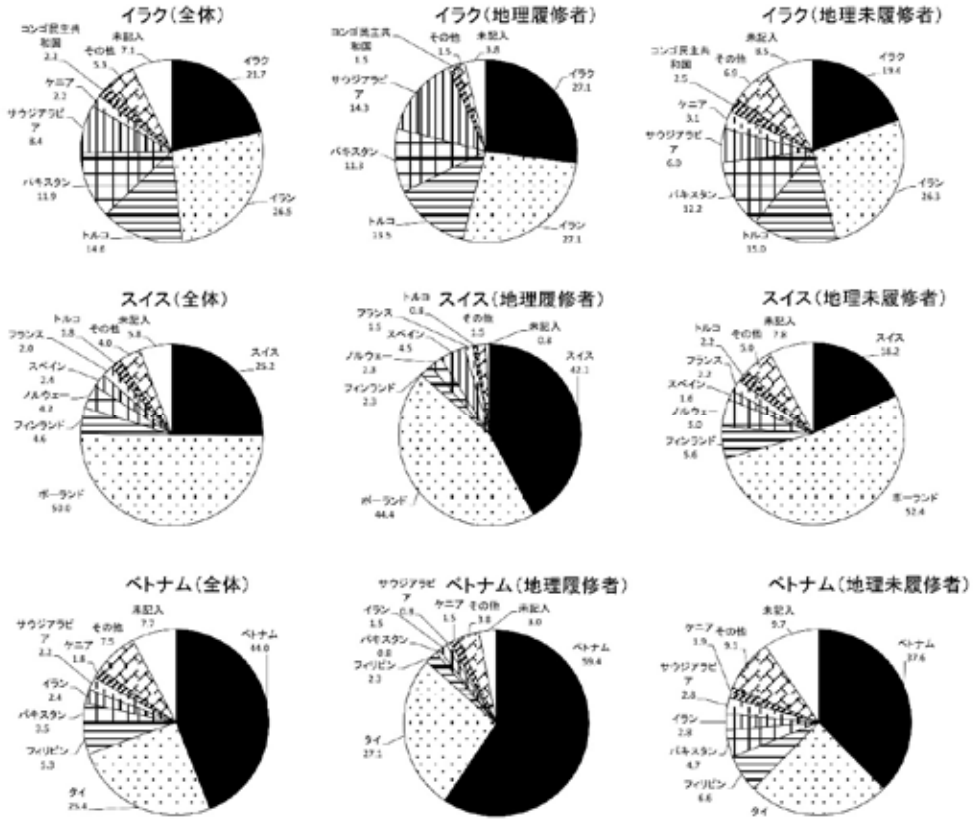 イラク(全体)
コンゴ民主共
和国
2.2
その他
5.3
未記入
7.1
イラク
21.7
ケニア
2.2
サウジアラビ
ア
8.4
パキスタン
11.9
トルコ
14.6
イラン
26.5
イラク(地理履修者)
コンゴ民主共
和国
1.5
その他
1.5
未記入
3.8
イラク
27.1
サウジアラビ
ア
14.3
パキスタン
11.3
トルコ
13.5
イラン
27.1
イラク(地理未履修者)
コンゴ民主共
和国
2.5
その他
6.9
未記入
8.5
イラク
19.4
ケニア
3.1
サウジアラビ
ア
6.0
パキスタン
12.2
トルコ
15.0
イラン
26.3
スイス(全体)
トルコ
1.8
その他
4.0
未記入
5.8
スイス
25.2
フランス
2.0
スペイン
2.4
ノルウェー
4.2
フィンランド
4.6
ポーランド
50.0
スイス(地理履修者)
トルコ
0.8
その他
1.5
未記入
0.8
スイス
42.1
フランス
1.5
スペイン
4.5
ノルウェー
2.3
フィンランド
2.3
ポーランド
44.4
スイス(地理未履修者)
トルコ
2.2
その他
5.0
未記入
7.8
スイス
18.2
フランス
2.2
スペイン
1.6
ノルウェー
5.0
フィンランド
5.6
ポーランド
52.4
ベトナム(全体)
サウジアラビ
ア
2.2
ケニア
1.8
その他
7.5
未記入
7.7
ベトナム
44.0
イラン
2.4
パキスタン
3.5
フィリピン
5.3
タイ
25.4
ベトナム(地理履修者)
サウジアラビ
ア
0.8
ケニア
1.5
その他
3.0
未記入
3.0
ベトナム
59.4
イラン
1.5
パキスタン
0.8
フィリピン
2.3
タイ
27.1
ベトナム(地理未履修者)
ケニア
1.9
その他
9.1
未記入
9.7
ベトナム
37.6
サウジアラビ
ア
2.8
イラン
2.8
パキスタン
4.7
フィリピン
6.6
タイ